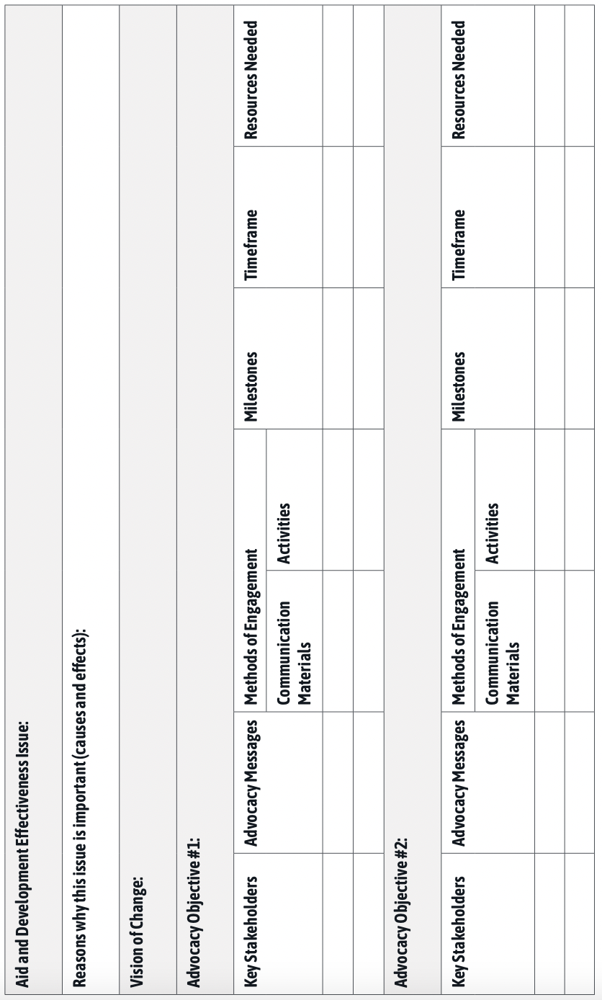 Aid and Development Effectiveness Issue:
Reasons why this issue is important (causes and effects):
Vision of Change:
Advocacy Objective #1:
Key Stakeholders
Advocacy Messages
Methods of Engagement
Communication
Materials
Activities
Milestones
Timeframe
Resources Needed
Advocacy Objective #2:
Key Stakeholders
Advocacy Messages
Methods of Engagement
Communication
Materials
Activities
Milestones
Timeframe
Resources Needed